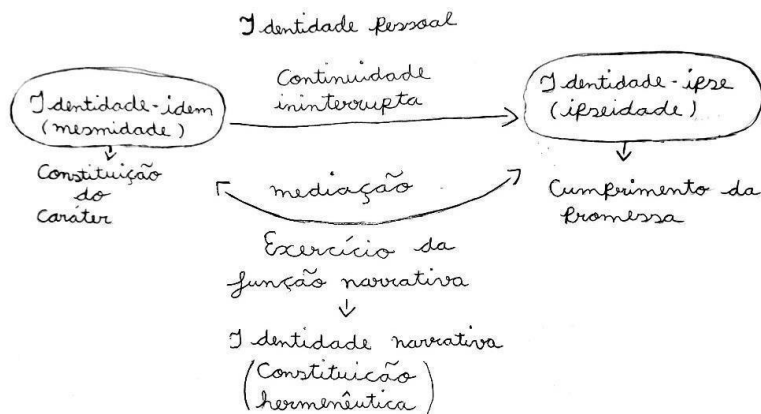 Identidade Pessoal
Continuidade
ininterrupta
Identidade-idem
(mesmidade)
Identidade-ipse
(ipseidade)
Constituição
do
Caráter
mediação
Cumprimento da
Promessa
Exercício da
função narrativa
Identidade narrativa
(Constituição
hermenêutica)